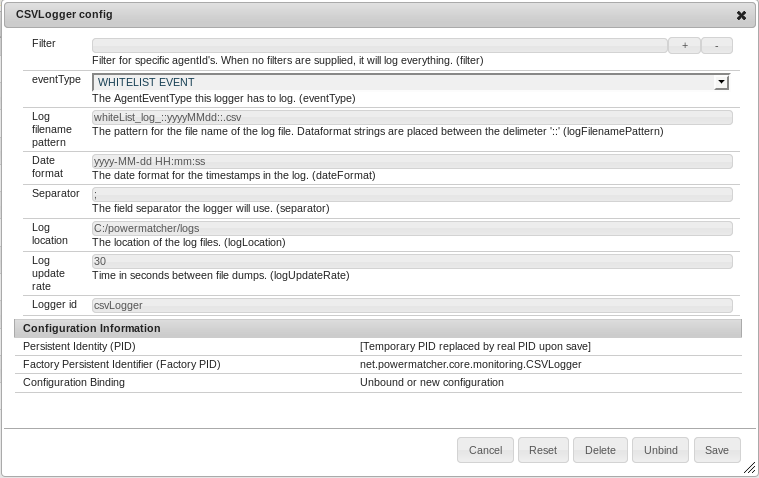 CSVLogger config
Filter
+ -
Filter for specific agentId's. When no filters are supplied, it will log everything. (filter)
eventType
WHITELIST EVENT
The AgentEventType this logger has to log. (eventType)
Log
filename
pattern
whiteList_log_::yyyyMMdd::.csv
The pattern for the file name of the log file. Dataformat strings are placed between the delimeter '::' (logFilenamePattern)
Date
format
yyyy-MM-dd HH:mm:ss
The date format for the timestamps in the log. (dateFormat)
Separator
;
The field separator the logger will use. (separator)
Log
location
C:/powermatcher/logs
The location of the log files. (logLocation)
Log
update
rate
30
Time in seconds between file dumps. (logUpdateRate)
Logger id
csvLogger
Configuration Information
Persistent Identity (PID) [Temporary PID replaced by real PID upon save]
Factory Persistent Identifier (Factory PID) net.powermatcher.core.monitoring.CSVLogger
Configuration Binding Unbound or new configuration
Cancel Reset Delete Unbind Save